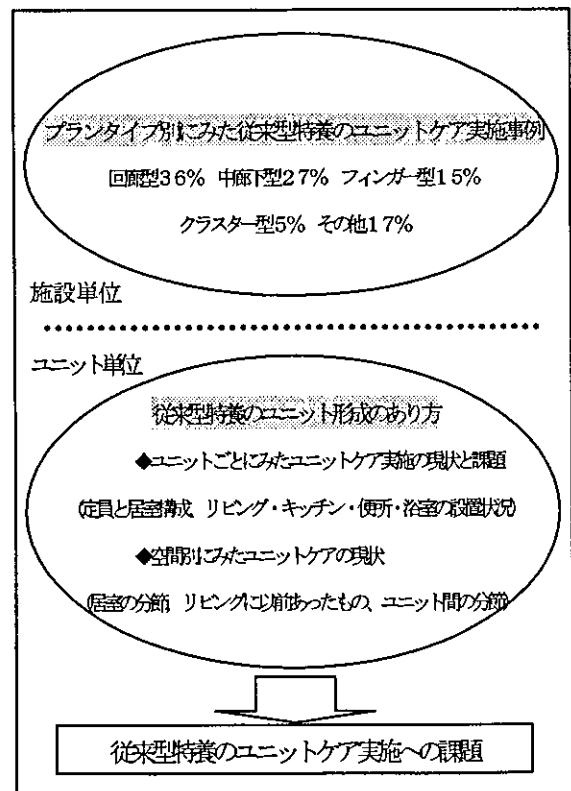 プランタイプ別にみた従来型特養のユニットケア実施事例
回廊型36% 中廊下型27% フィンガー型15%
クラスター型5% その他17%
施設単位
ユニット単位
従来型特養のユニット形成のあり方
◆ユニットごとにみたユニットケア実施の現状と課題
(定員と居室構成、リビング・キッチン・便所・浴室の設置状況)
◆空間別にみたユニットケアの現状
(居室の分節、リビングに以前あったもの、ユニット間の分節)
従来型特養のユニットケア実施への課題